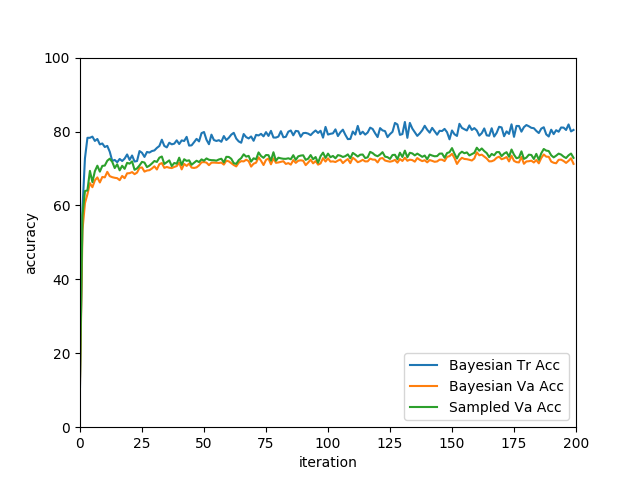 100
80
60
40
20
0
accuracy
0 25 50 75 100 125 150 175 200
iteration
Bayesian Tr Acc
Bayesian Va Acc
Sampled Va Acc